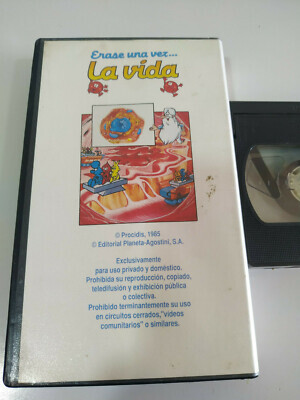 Erase una vez...
La vida
© Procidis, 1985
© Editorial Planeta-Agostini, S.A.
Exclusivamente
para uso privado y doméstico.
Prohibida su reproducción, copiado,
teledifusión y exhibición pública
o colectiva.
Prohibido terminantemente su uso
en circuitos cerrados,"videos
comunitarios" o similares.